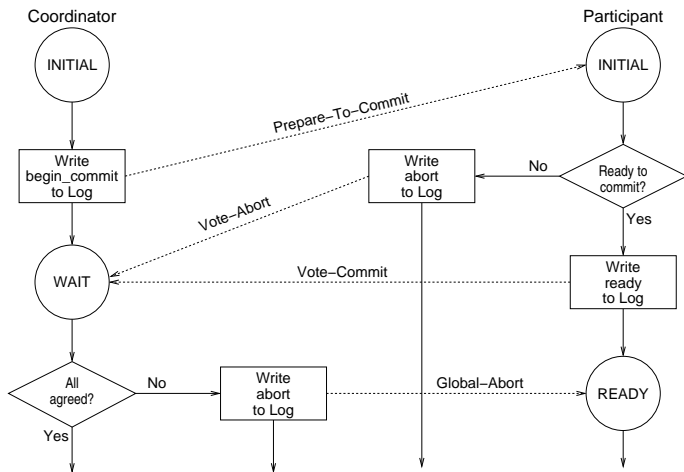 Coordinator
Participant
INITIAL
INITIAL
Prepare–To–Commit
Write
begin_commit
to Log
Write
abort
to Log
No
Ready to
commit?
Yes
Vote–Abort
WAIT
Vote–Commit
Write
ready
to Log
All
agreed?
No
Write
abort
to Log
Global–Abort
READY
Yes